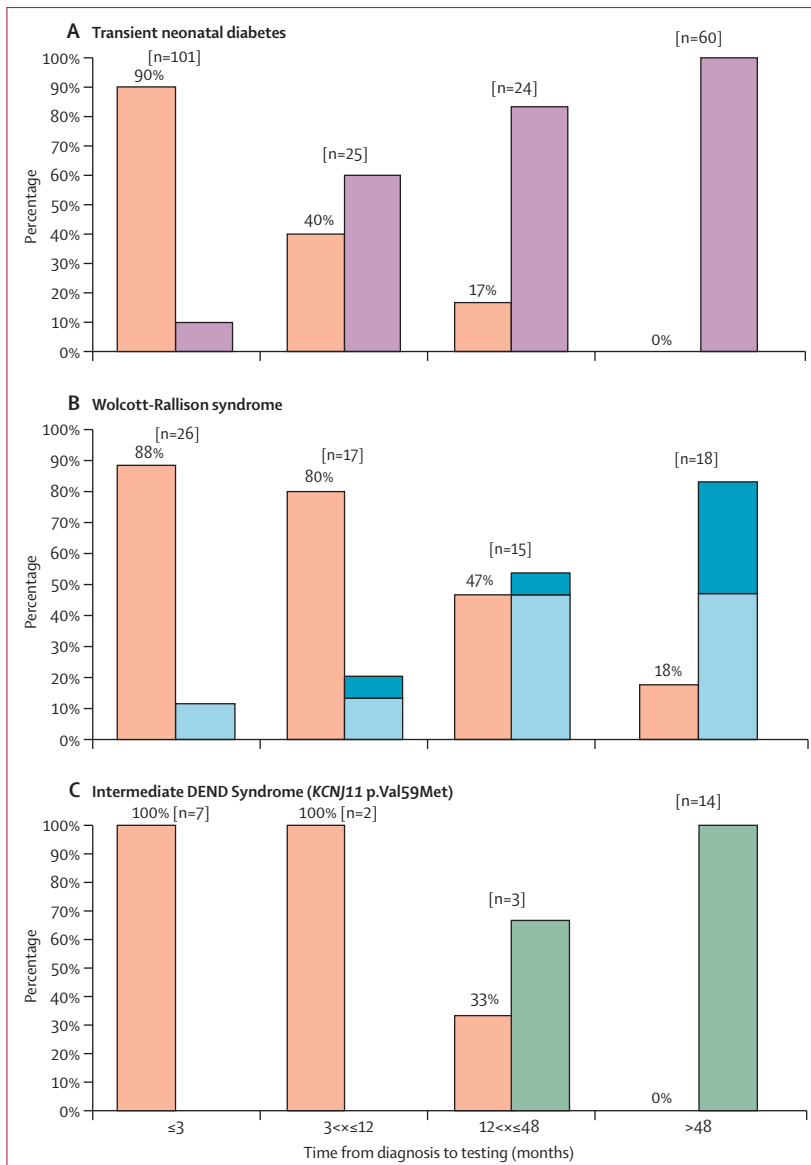 A Transient neonatal diabetes
[n=101]
[n=60]
100%
90%
80%
70%
60%
50%
40%
30%
20%
10%
0%
Percentage
90%
[n=25]
40%
[n=24]
17%
0%
B Wolcott-Rallison syndrome
100%
90%
80%
70%
60%
50%
40%
30%
20%
10%
0%
Percentage
[n=26]
88%
[n=17]
80%
[n=15]
47%
[n=18]
18%
C Intermediate DEND Syndrome (KCNJ11 p.Val59Met)
100%
90%
80%
70%
60%
50%
40%
30%
20%
10%
0%
Percentage
100% [n=7]
100% [n=2]
[n=3]
33%
[n=14]
0%
≤3
3<×≤12
12<×≤48
>48
Time from diagnosis to testing (months)